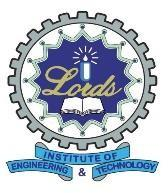 Lords
INSTITUTE OF
ENGINEERING & TECHNOLOGY